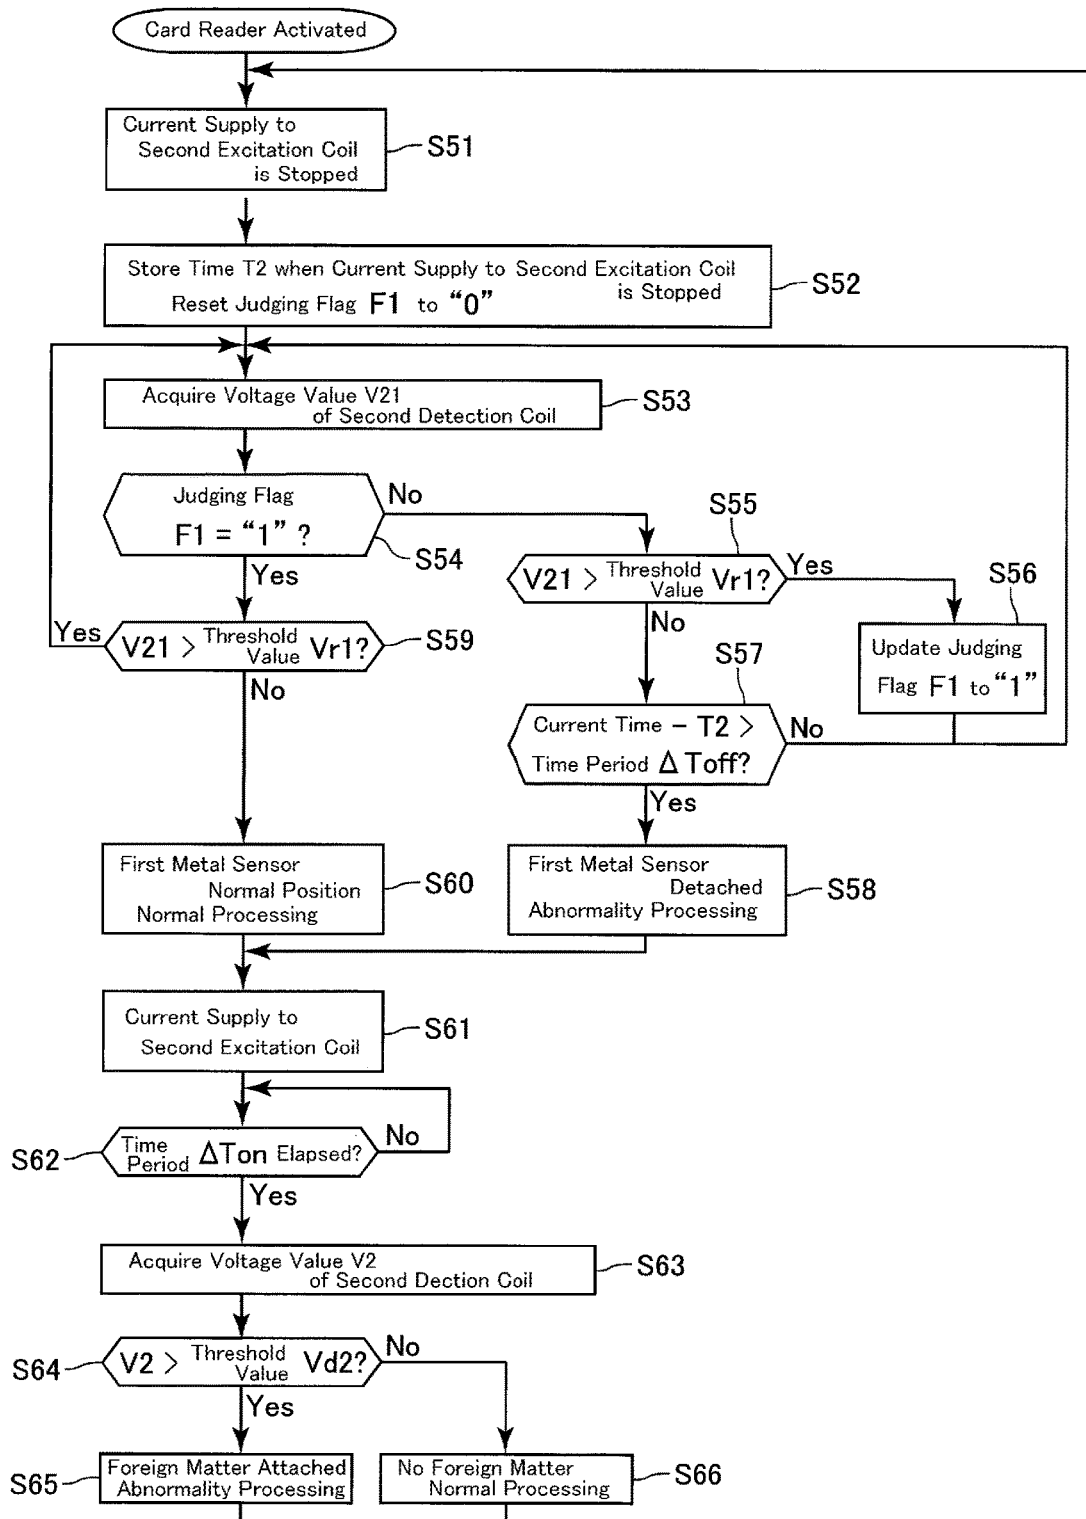 Card Reader Activated
Current Supply to
Second Excitation Coil
is Stopped
S51
Store Time T2 when Current Supply to Second Excitation Coil
is Stopped
Reset Judging Flag F1 to “0”
S52
Acquire Voltage Value V21
of Second Detection Coil
S53
Judging Flag
F1 = “1” ?
S54
No
Yes
S55
V21 > Threshold
Value Vr1?
Yes
No
S56
Update Judging
Flag F1 to “1”
Yes
V21 > Threshold
Value Vr1?
S59
No
S57
Current Time − T2 >
Time Period Δ Toff?
No
Yes
First Metal Sensor
Normal Position
Normal Processing
S60
First Metal Sensor
Detached
Abnormality Processing
S58
Current Supply to
Second Excitation Coil
S61
S62
Time
Period ΔTon Elapsed?
No
Yes
Acquire Voltage Value V2
of Second Dection Coil
S63
S64
V2 > Threshold
Value Vd2?
No
Yes
S65
Foreign Matter Attached
Abnormality Processing
No Foreign Matter
Normal Processing
S66